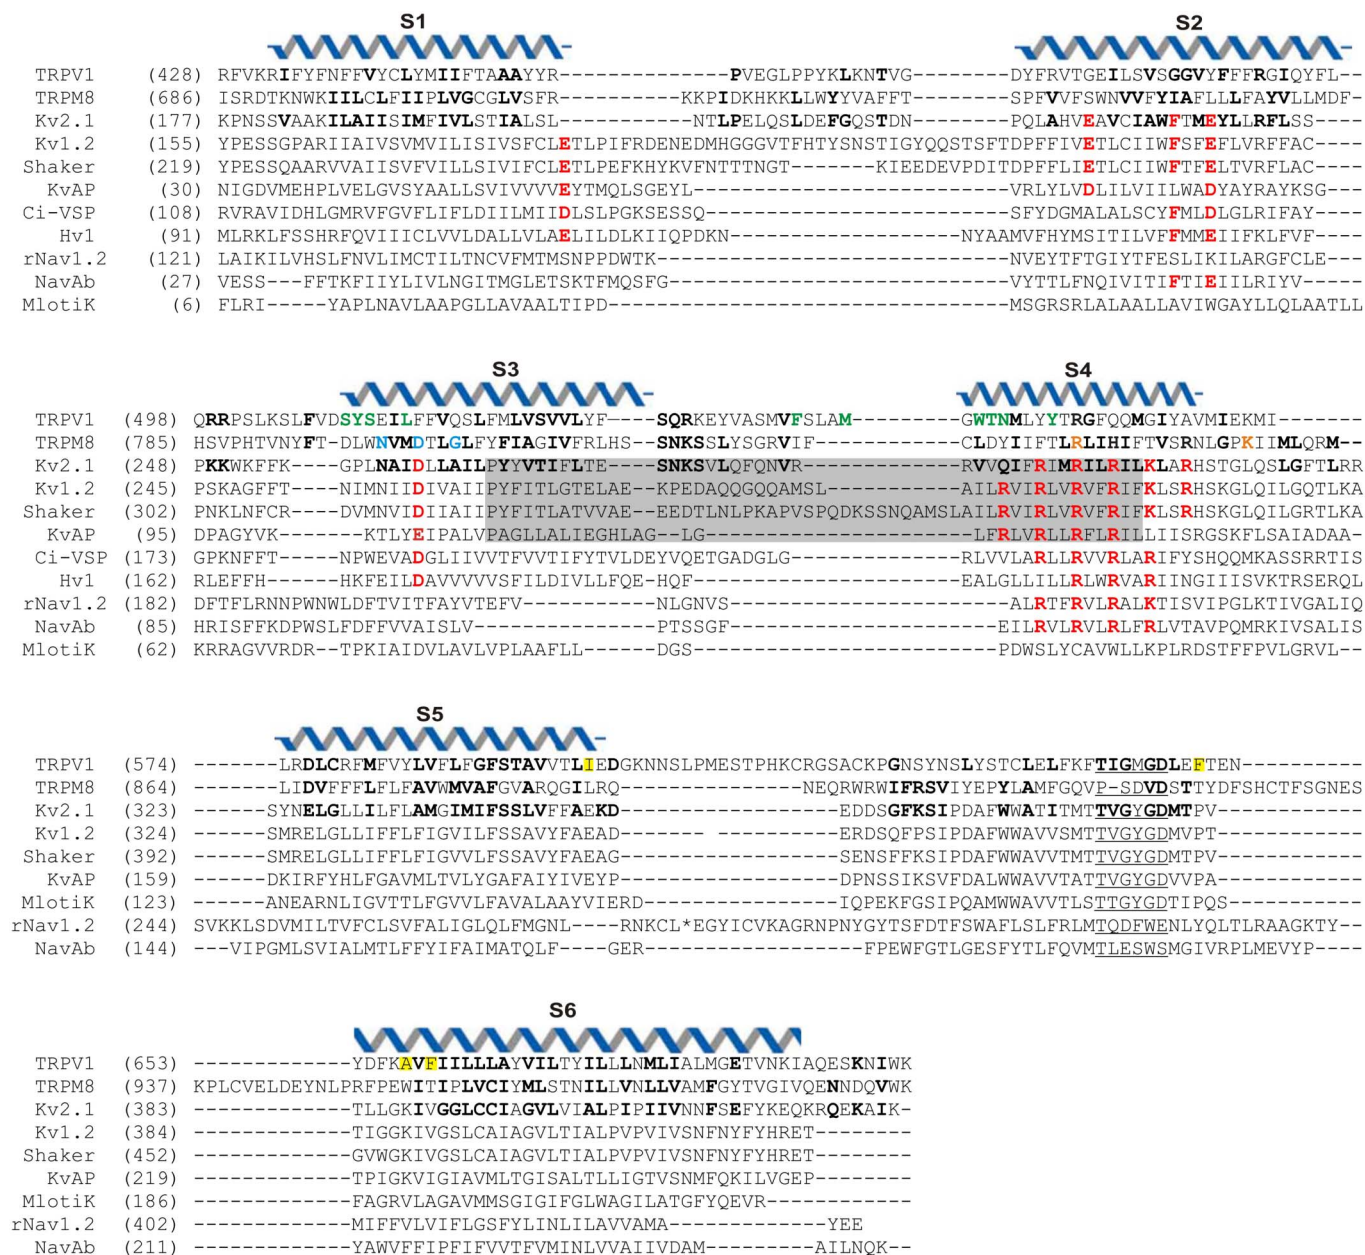 S1 S2
TRPV1 (428) RFVKRIFYFNFFVYCLYMIIFTAAAYYR--------------PVEGLPPYKLKNTVG--------------DYFRVTGEILSVSGGVYFFFRGIQYFL--
TRPM8 (686) ISRDTKNWKIILCLFIIPLVGCGLVSFR----------KKPIDKHKKLLWYYVAFFT-----------SPFVVFSWNVVFYIAFLLLFAYVLLMDF-
Kv2.1 (177) KPNSSVAAKILAIISIMFIVLSTIALSL-----------NTLPELQSLDEFGQSTDN-----------PQLAHVEAVCIAWFTMEYLLRFLSS----
Kv1.2 (155) YPESSGPARIIAIVSVMVILISIVSFCLETLPIFRDENEDMHGGGVTFHTYSNSTIGYQQSTSFTDPFFIVETLCIIWFSFEFLVRFFAC----
Shaker (219) YPESSQAARVVAIISVFVILLSIVIFCLETLPEFKHYKVFNTTTNGT----------KIEEDEVPDITDPFFLIETLCIIWFTFELTVRFLAC----
KvAP (30) NIGDVMEHPLVELGVSYAALLSVIVVVVEYTMQLSGEYL--------------------------VRLYLVDLILVIILWADYAYRAYKSG---
Ci-VSP (108) RVRAVIDHLGMRVFGVFLIFLDIILMIIDLSLPGKSESSQ-------------------------SFYDGMALALSCYFMLDLGLRIFAY----
Hv1 (91) MLRKLFSSHRFQVIIICLVVLDALLVLAELILDLKIIQPDKN-------------------NYAAMVFHYMSITILVFFMMEIIFKLFVF----
rNav1.2 (121) LAIKILVHSLFNVLIMCTILTNCVFMTMSNPPDWTK--------------------------NVEYTFTGIYTFESLIKILARGFCLE----
NavAb (27) VESS---FFTKFIIYLIVLNGITMGLETSKTFMQSFG----------------------------VYTTLFNQIVITIFTIEIILRIYV-----
MlotiK (6) FLRI-----YAPLNAVLAAPGLLAVAALTIPD---------------------------------MSGRSRLALAALLAVIWGAYLLQLAATLL
S3 S4
TRPV1 (498) QRRPSLKSLFVDSYSEILFFVQSLFMLVSVVLYF----SQRKEYVASMVFSLAM---------GWTNMLYYTRGFQQMGIYAVMIEKMI------
TRPM8 (785) HSVPHTVNYFT--DLWNVMDTLGLFYFIAGIVFRLHS--SNKSSLYSGRVIF------------CLDYIIFTLRLIHIFTVSRNLGPKIIMLQRM--
Kv2.1 (248) PKKWKFFK-----GPLNAIDLLAILPYYVTIFLTE----SNKSVLQFQNVR-------------RVVQIFRIMRILRILKLARHSTGLQSLGFTLRR
Kv1.2 (245) PSKAGFFT-----NIMNIIDIVAIIPYFITLGTELAE--KPEDAQQGQQAMSL-----------AILRVIRLVRVFRIFKLSRHSKGLQILGQTLKA
Shaker (302) PNKLNFCR-----DVMNVIDIIAIIPYFITLATVVAE--EEDTLNLPKAPVSPQDKSSNQAMSLAILRVIRLVRVFRIFKLSRHSKGLQILGRTLKA
KvAP (95) DPAGYVK------KTLYEIPALVPAGLLALIEGHLAG--LG----------------------LFRLVRLLRFLRILLIISRGSKFLSAIADAA---
Ci-VSP (173) GPKNFFT------NPWEVADGLIIVVTFVVTIFYTVLDEYVQETGADGLG--------------RLVVLARLLRVVRLARIFYSHQQMKASSRRTIS
Hv1 (162) RLEFFH-------HKFEILDAVVVVVSFILDIVLLFQE-HQF----------------------EALGLLILLRLWRVARIINGIIISVKTRSERQL
rNav1.2 (182) DFTFLRNNPWNWLDFTVITFAYVTEFV-----------NLGNVS--------------------ALRTFRVLRALKTISVIPGLKTIVGALIQ
NavAb (85) HRISFFKDPWSLFDFFVVAISLV---------------PTSSGF-------------------EILRVLRVLRLFRLVTAVPQMRKIVSALIS
MlotiK (62) KRRAGVVRDR---TPKIAIDVLAVLVPLAAFLL------DGS----------------------PDWSLYCAVWLLKPLRDSTFFPVLGRVL-
S5
TRPV1 (574) -------LRDLCRFMFVYLVFLFGFSTAVVTLIEDGKNNSLPMESTPHKCRGSACKPGNSYNSLYSTCLELFKFTIGMGDLEFTEN----------
TRPM8 (864) ------LIDVFFFLFLFAVWMVAFGVARQGILRQ---------------NEQRWRWIFRSVIYEPYLAMFGQVP-SDVDSTTYDFSHCTFSGNES
Kv2.1 (323) ------SYNELGLLILFLAMGIMIFSSLVFFAEKD------------------EDDSGFKSIPDAFWWATITMTTVGYGDMTPV------------
Kv1.2 (324) ------SMRELGLLIFFLFIGVILFSSAVYFAEAD------- ----------ERDSQFPSIPDAFWWAVVSMTTVGYGDMVPT------------
Shaker (392) ------SMRELGLLIFFLFIGVVLFSSAVYFAEAG------------------SENSFFKSIPDAFWWAVVTMTTVGYGDMTPV------------
KvAP (159) ------DKIRFYHLFGAVMLTVLYGAFAIYIVEYP------------------DPNSSIKSVFDALWWAVVTATTVGYGDVVPA------------
MlotiK (123) ------ANEARNLIGVTTLFGVVLFAVALAAYVIERD----------------IQPEKFGSIPQAMWWAVVTLSTTGYGDTIPQS-----------
rNav1.2 (244) SVKKLSDVMILTVFCLSVFALIGLQLFMGNL----RNKCL*EGYICVKAGRNPNYGYTSFDTFSWAFLSLFRLMTQDFWENLYQLTLRAAGKTY--
NavAb (144) ---VIPGMLSVIALMTLFFYIFAIMATQLF----GER------------------FPEWFGTLGESFYTLFQVMTLESWSMGIVRPLMEVYP----
S6
TRPV1 (653) -------------YDFKAVFIILLLAYVILTYILLLNMLIALMGETVNKIAQESKNIWK
TRPM8 (937) KPLCVELDEYNLPRFPEWITIPLVCIYMLSTNILLVNLLVAMFGYTVGIVQENNDQVWK
Kv2.1 (383) -------------TLLGKIVGGLCCIAGVLVIALPIPIIVNNFSEFYKEQKRQEKAIK-
Kv1.2 (384) -------------TIGGKIVGSLCAIAGVLTIALPVPVIVSNFNYFYHRET--------
Shaker (452) -------------GVWGKIVGSLCAIAGVLTIALPVPVIVSNFNYFYHRET--------
KvAP (219) -------------TPIGKVIGIAVMLTGISALTLLIGTVSNMFQKILVGEP--------
MlotiK (186) -------------FAGRVLAGAVMMSGIGIFGLWAGILATGFYQEVR------------
rNav1.2 (402) -------------MIFFVLVIFLGSFYLINLILAVVAMA-------------YEE
NavAb (211) -------------YAWVFFIPFIFVVTFVMINLVVAIIVDAM----------AILNQK--